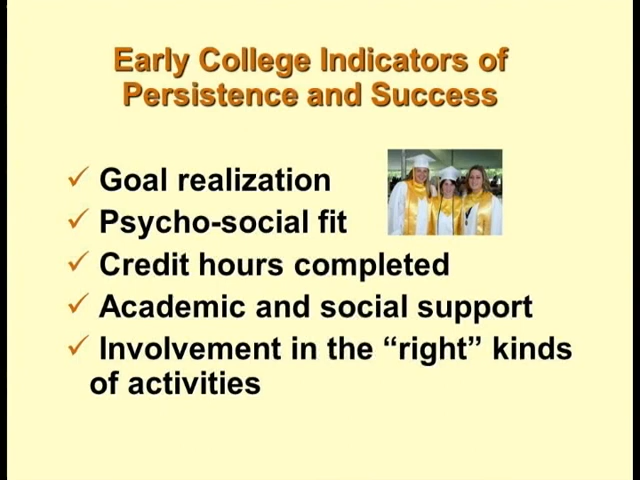 Early College Indicators of
Persistence and Success
✓ Goal realization
✓ Psycho-social fit
✓ Credit hours completed
✓ Academic and social support
✓ Involvement in the “right” kinds
of activities